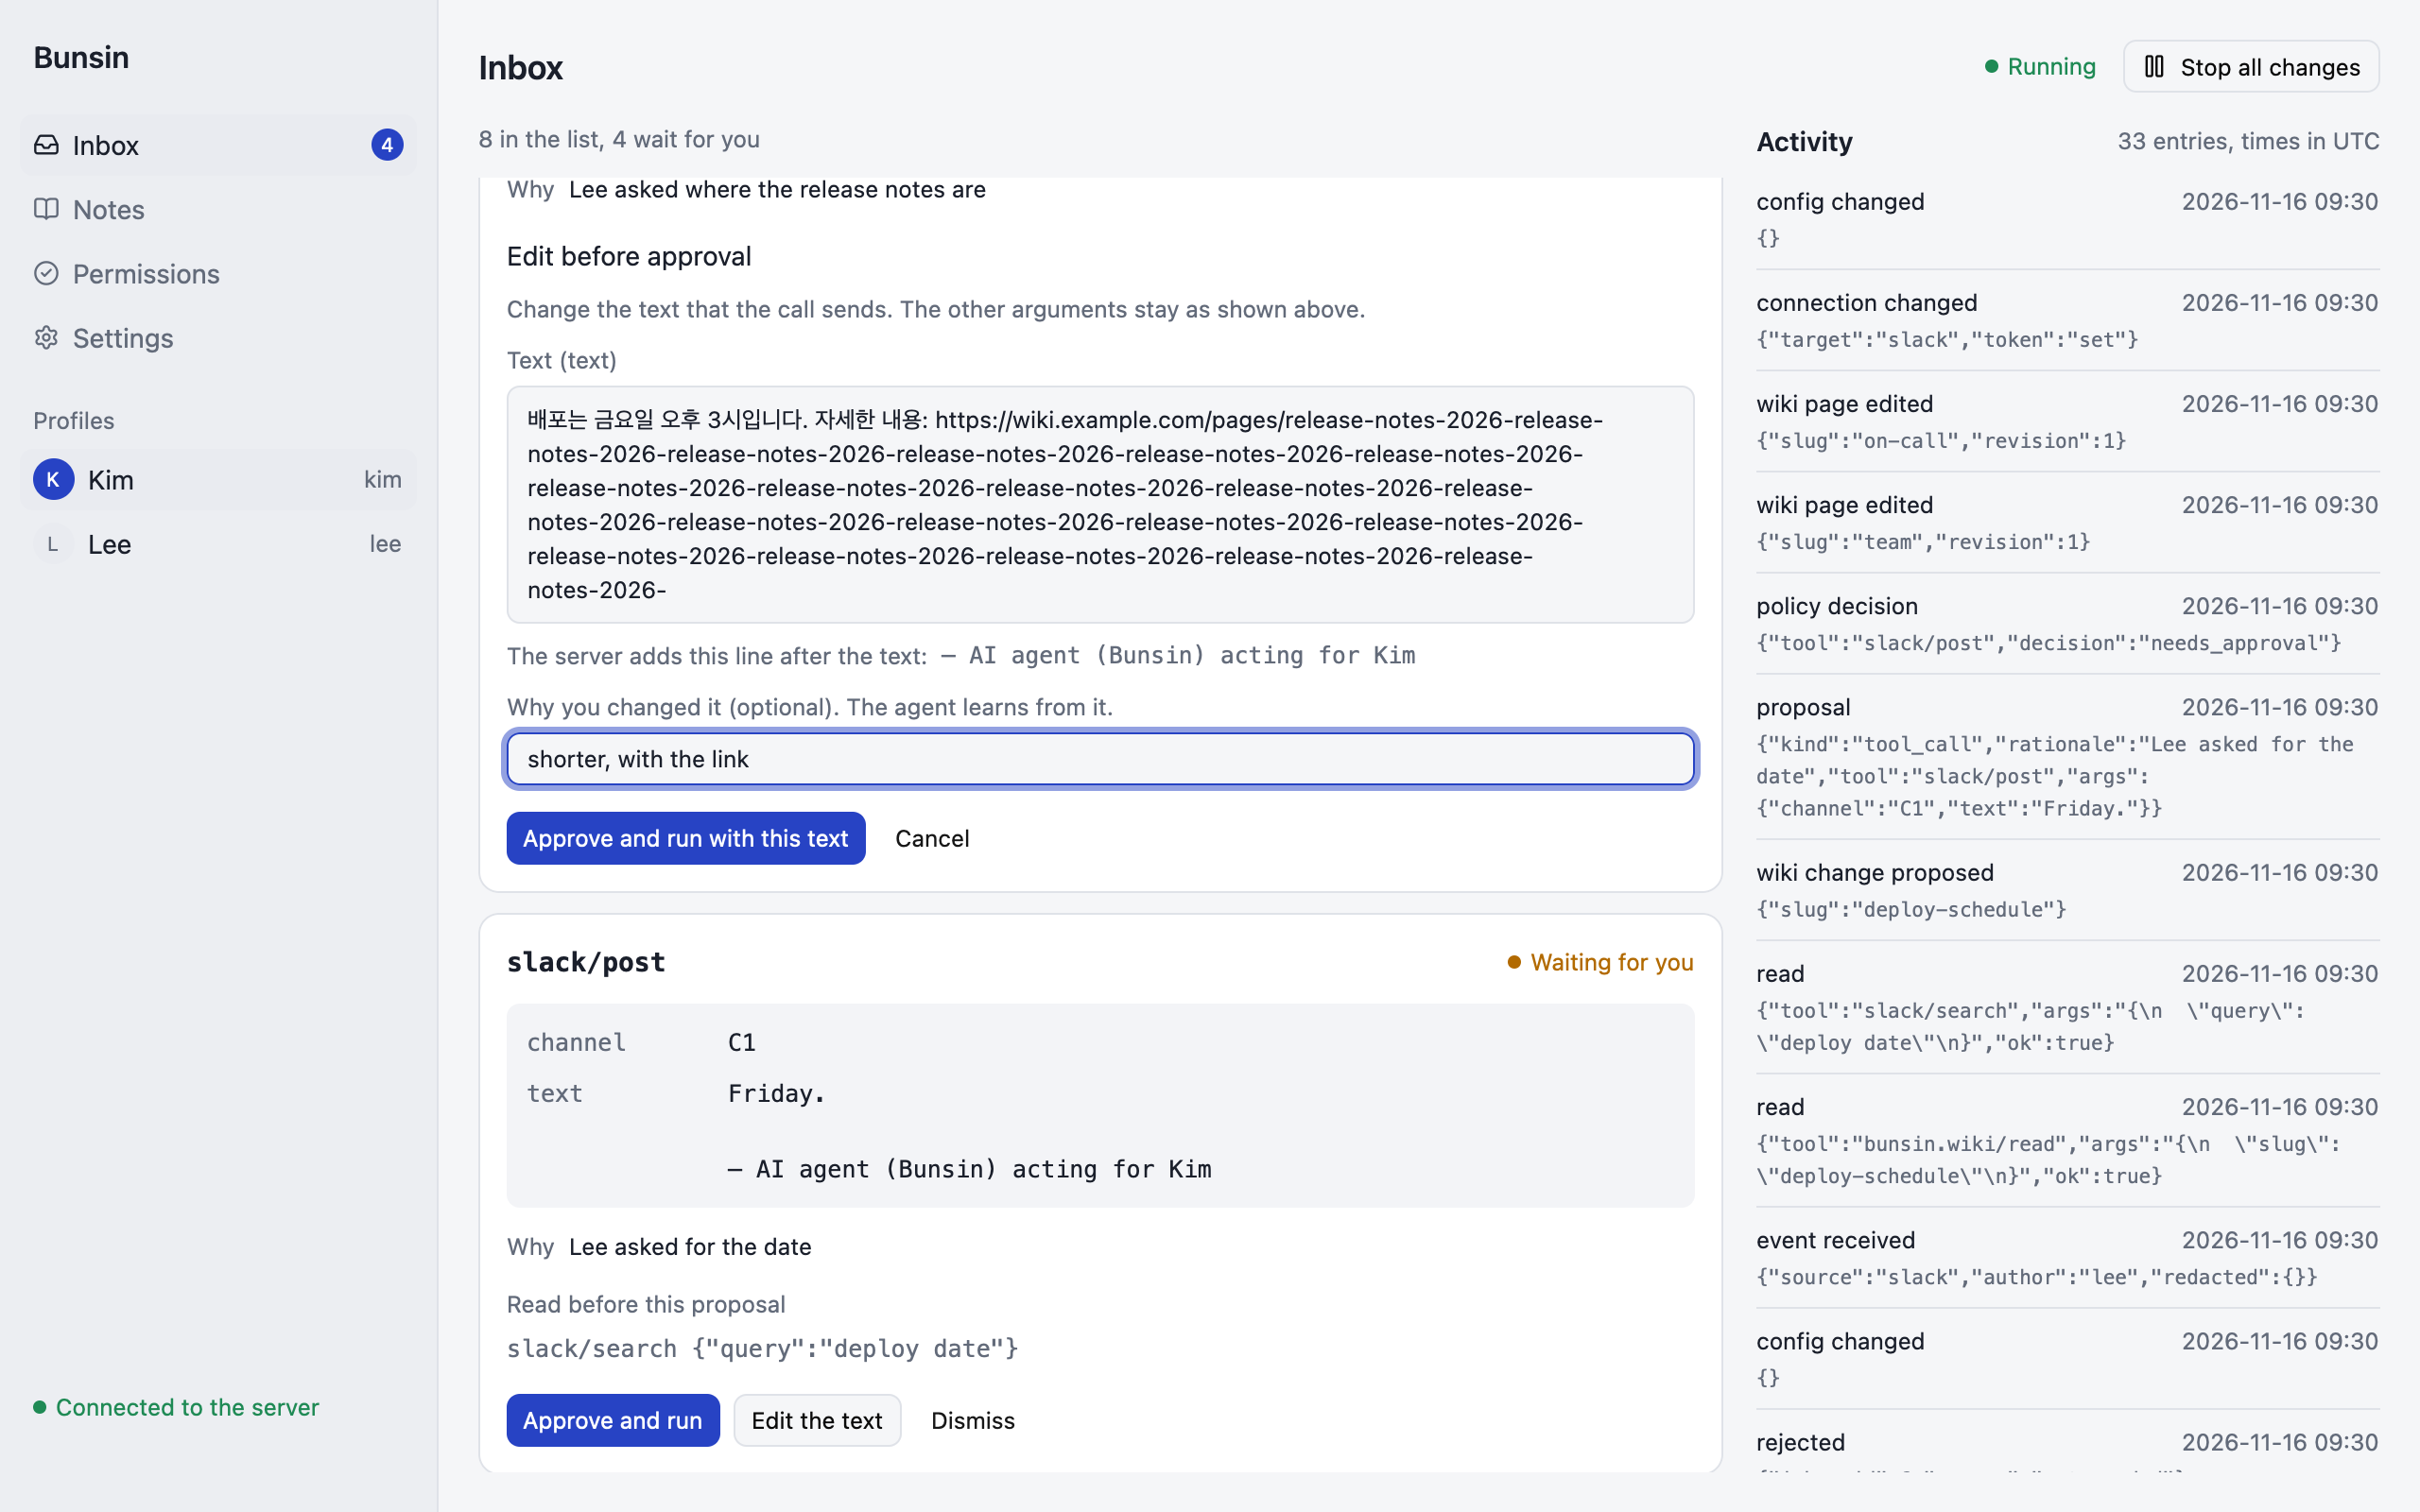 Bunsin
Inbox
4
Notes
Permissions
Settings
Profiles
K
Kim
kim
L
Lee
lee
Connected to the server
Inbox
Running
Stop all changes
8 in the list, 4 wait for you
Why Lee asked where the release notes are
Edit before approval
Change the text that the call sends. The other arguments stay as shown above.
Text (text)
배포는 금요일 오후 3시입니다. 자세한 내용: https://wiki.example.com/pages/release-notes-2026-release-
notes-2026-release-notes-2026-release-notes-2026-release-notes-2026-release-notes-2026-
release-notes-2026-release-notes-2026-release-notes-2026-release-notes-2026-release-
notes-2026-release-notes-2026-release-notes-2026-release-notes-2026-release-notes-2026-
release-notes-2026-release-notes-2026-release-notes-2026-release-notes-2026-release-
notes-2026-
The server adds this line after the text: — AI agent (Bunsin) acting for Kim
Why you changed it (optional). The agent learns from it.
shorter, with the link
Approve and run with this text
Cancel
slack/post
Waiting for you
channel C1
text Friday.
— AI agent (Bunsin) acting for Kim
Why Lee asked for the date
Read before this proposal
slack/search {"query":"deploy date"}
Approve and run
Edit the text
Dismiss
Activity
33 entries, times in UTC
config changed 2026-11-16 09:30
{}
connection changed 2026-11-16 09:30
{"target":"slack","token":"set"}
wiki page edited 2026-11-16 09:30
{"slug":"on-call","revision":1}
wiki page edited 2026-11-16 09:30
{"slug":"team","revision":1}
policy decision 2026-11-16 09:30
{"tool":"slack/post","decision":"needs_approval"}
proposal 2026-11-16 09:30
{"kind":"tool_call","rationale":"Lee asked for the
date","tool":"slack/post","args":
{"channel":"C1","text":"Friday."}}
wiki change proposed 2026-11-16 09:30
{"slug":"deploy-schedule"}
read 2026-11-16 09:30
{"tool":"slack/search","args":"{\n  \"query\":
\"deploy date\"\n}","ok":true}
read 2026-11-16 09:30
{"tool":"bunsin.wiki/read","args":"{\n  \"slug\":
\"deploy-schedule\"\n}","ok":true}
event received 2026-11-16 09:30
{"source":"slack","author":"lee","redacted":{}}
config changed 2026-11-16 09:30
{}
rejected 2026-11-16 09:30